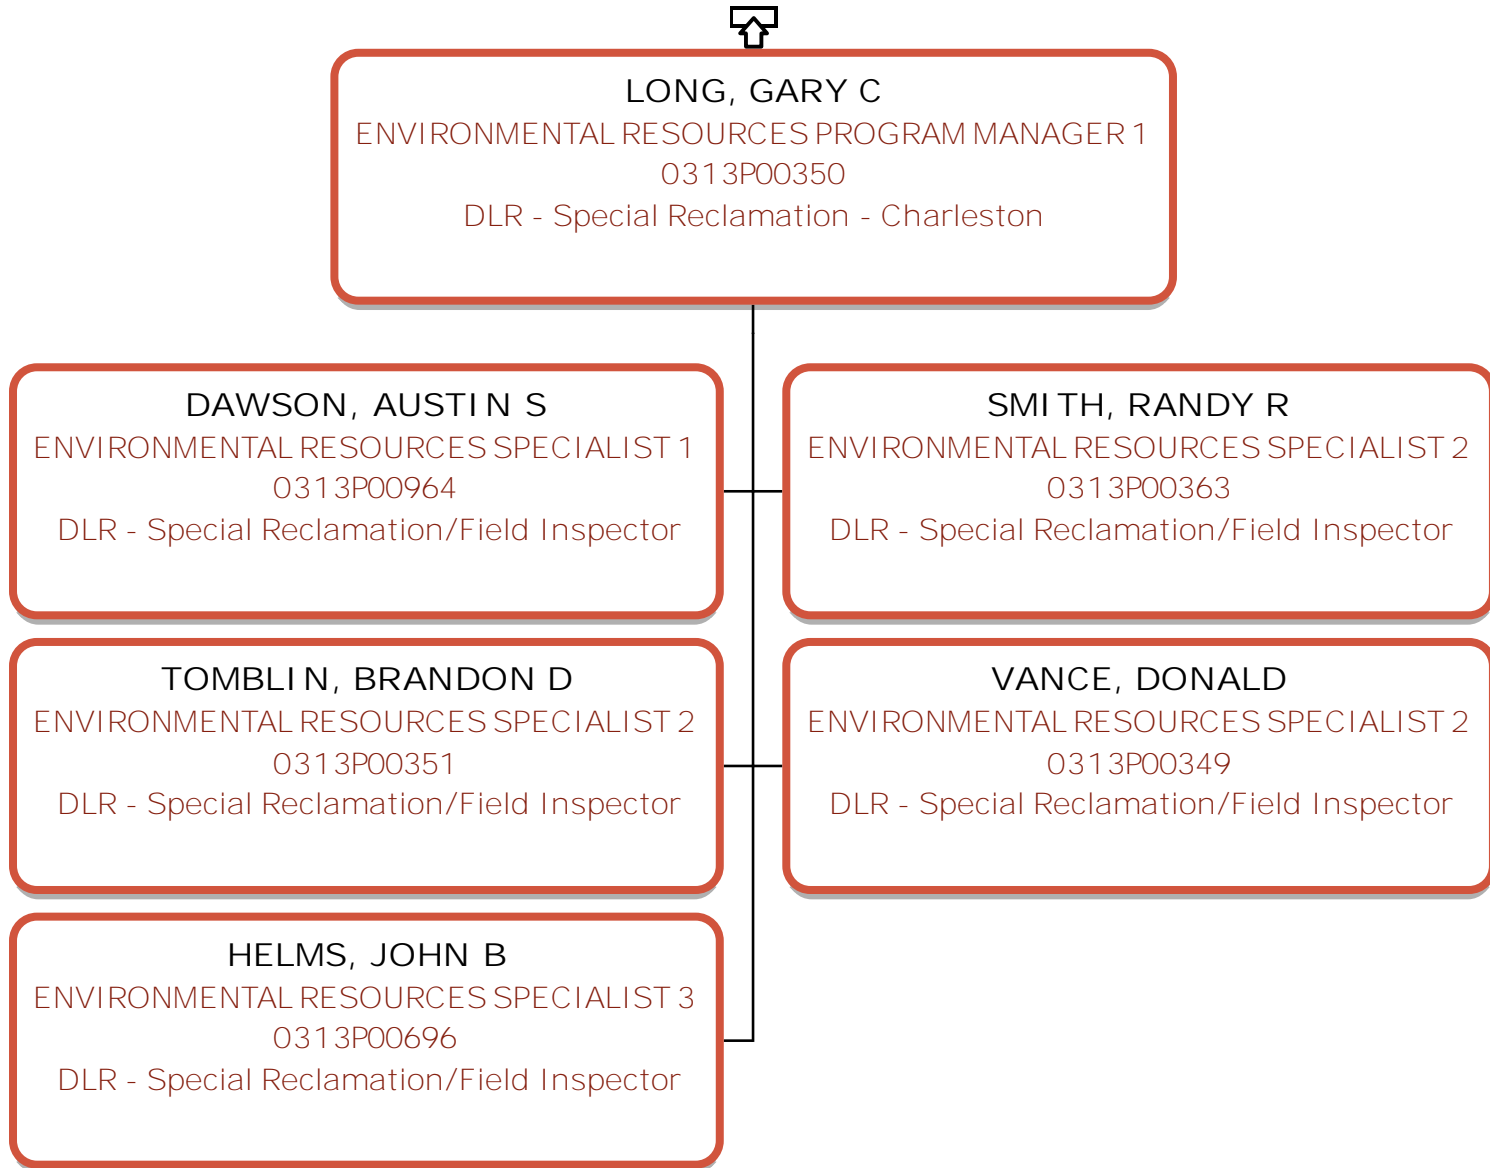 LONG, GARY C
ENVIRONMENTAL RESOURCES PROGRAM MANAGER 1
0313P00350
DLR - Special Reclamation - Charleston
DAWSON, AUSTIN S
ENVIRONMENTAL RESOURCES SPECIALIST 1
0313P00964
DLR - Special Reclamation/Field Inspector
SMITH, RANDY R
ENVIRONMENTAL RESOURCES SPECIALIST 2
0313P00363
DLR - Special Reclamation/Field Inspector
TOMBLIN, BRANDON D
ENVIRONMENTAL RESOURCES SPECIALIST 2
0313P00351
DLR - Special Reclamation/Field Inspector
VANCE, DONALD
ENVIRONMENTAL RESOURCES SPECIALIST 2
0313P00349
DLR - Special Reclamation/Field Inspector
HELMS, JOHN B
ENVIRONMENTAL RESOURCES SPECIALIST 3
0313P00696
DLR - Special Reclamation/Field Inspector